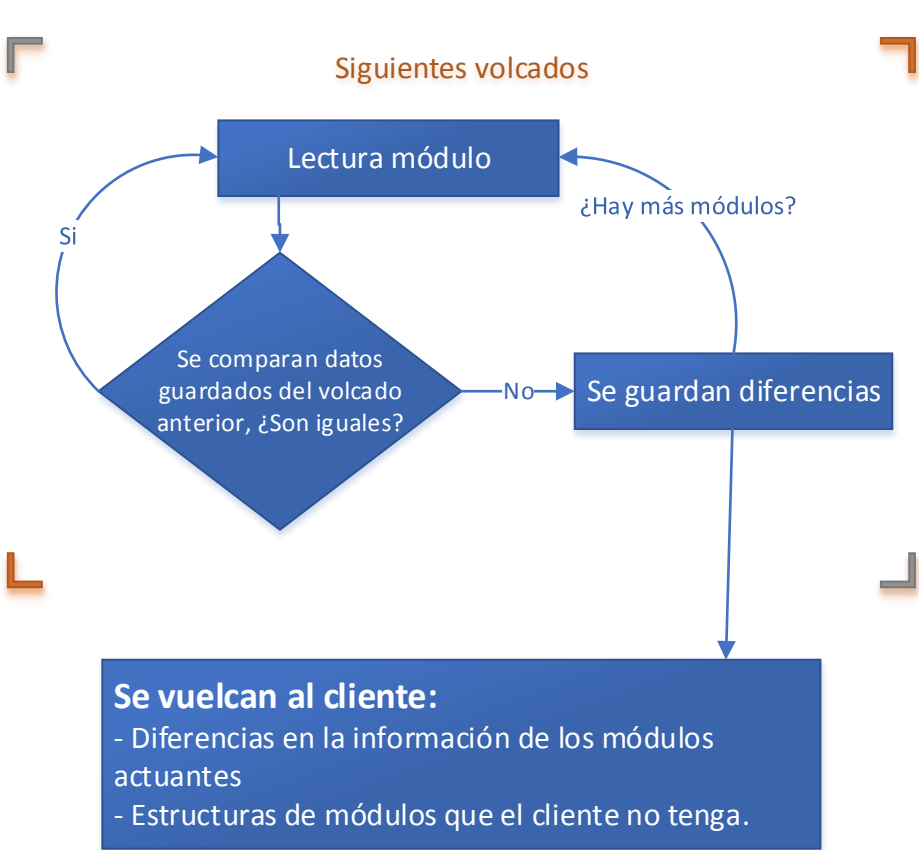 Siguientes volcados
Lectura módulo
¿Hay más módulos?
Si
Se comparan datos
guardados del volcado
anterior, ¿Son iguales?
No
Se guardan diferencias
Se vuelcan al cliente:
- Diferencias en la información de los módulos
actuantes
- Estructuras de módulos que el cliente no tenga.